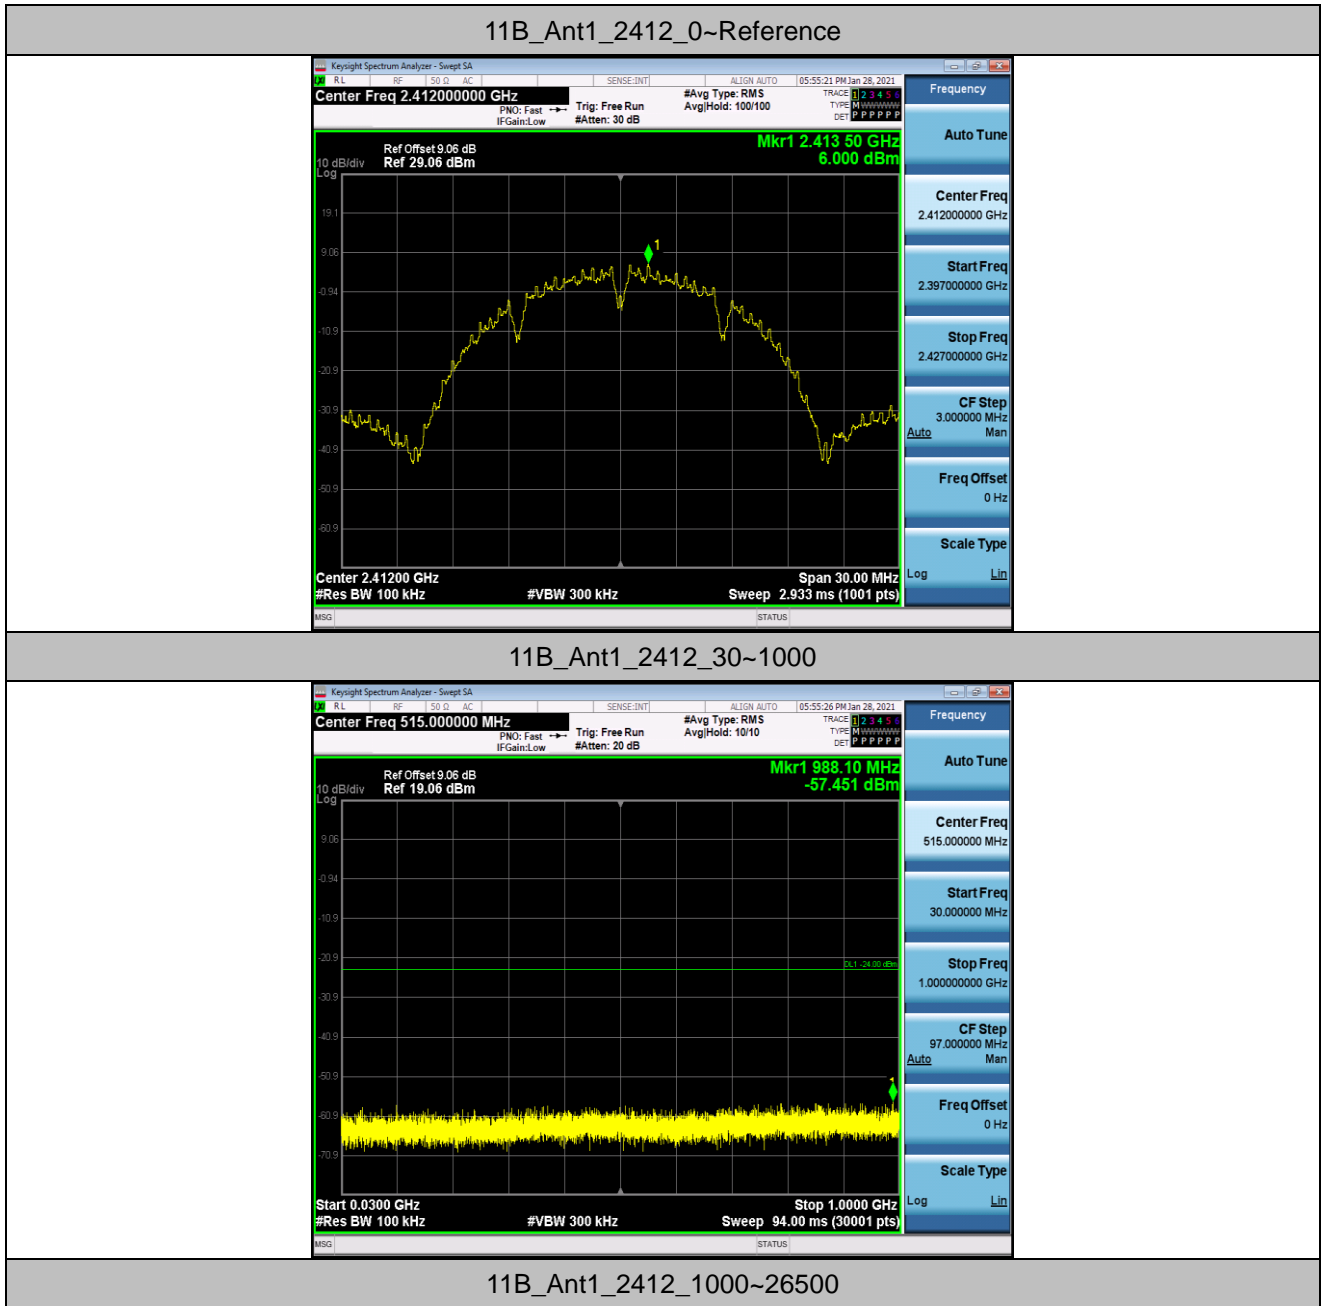 11B_Ant1_2412_0~Reference
Keysight Spectrum Analyzer - Swept SA
RL RF 50 Ω AC SENSE:INT ALIGN AUTO 05:55:21 PM Jan 28, 2021
Center Freq 2.412000000 GHz
#Avg Type: RMS
TRACE 1 2 3 4 5 6
PNO: Fast
Trig: Free Run
Avg|Hold: 100/100
TYPE M WWWWW
IFGain:Low
#Atten: 30 dB
DET P P P P P P
Frequency
Auto Tune
Mkr1 2.413 50 GHz
6.000 dBm
Ref Offset 9.06 dB
10 dB/div Ref 29.06 dBm
Log
19.1
9.06
-0.94
-10.9
-20.9
-30.9
-40.9
-50.9
-60.9
1
Center Freq
2.412000000 GHz
Start Freq
2.397000000 GHz
Stop Freq
2.427000000 GHz
CF Step
3.000000 MHz
Auto Man
Freq Offset
0 Hz
Scale Type
Log Lin
Center 2.41200 GHz Span 30.00 MHz
#Res BW 100 kHz #VBW 300 kHz Sweep 2.933 ms (1001 pts)
MSG STATUS
11B_Ant1_2412_30~1000
Keysight Spectrum Analyzer - Swept SA
RL RF 50 Ω AC SENSE:INT ALIGN AUTO 05:55:26 PM Jan 28, 2021
Center Freq 515.000000 MHz
#Avg Type: RMS
TRACE 1 2 3 4 5 6
PNO: Fast
Trig: Free Run
Avg|Hold: 10/10
TYPE M WWWWW
IFGain:Low
#Atten: 20 dB
DET P P P P P P
Frequency
Auto Tune
Mkr1 988.10 MHz
-57.451 dBm
Ref Offset 9.06 dB
10 dB/div Ref 19.06 dBm
Log
9.06
-0.94
-10.9
-20.9
-30.9
-40.9
-50.9
-60.9
-70.9
DL1 -24.00 dBm
1
Center Freq
515.000000 MHz
Start Freq
30.000000 MHz
Stop Freq
1.000000000 GHz
CF Step
97.000000 MHz
Auto Man
Freq Offset
0 Hz
Scale Type
Log Lin
Start 0.0300 GHz Stop 1.0000 GHz
#Res BW 100 kHz #VBW 300 kHz Sweep 94.00 ms (30001 pts)
MSG STATUS
11B_Ant1_2412_1000~26500